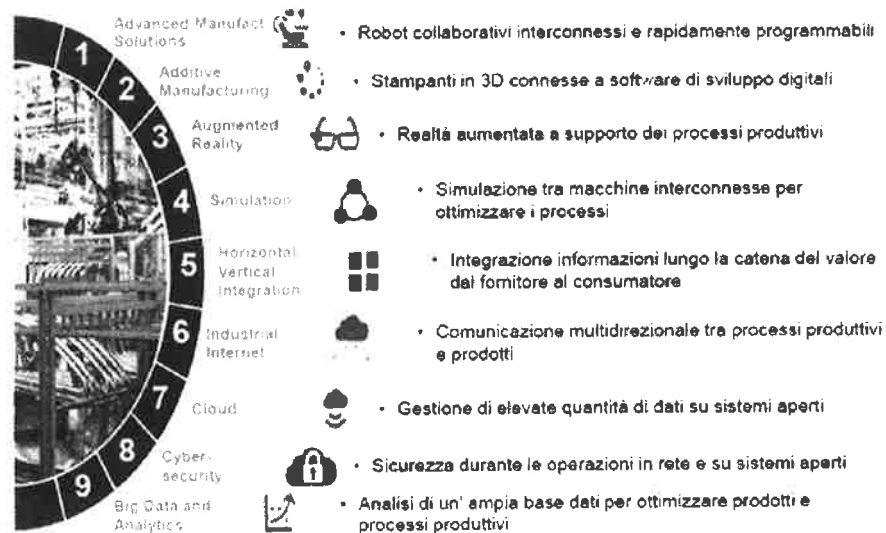 1
Advanced Manufact
Solutions
• Robot collaborativi interconnessi e rapidamente programmabili
2
Additive
Manufacturing
• Stampanti in 3D connesse a software di sviluppo digitali
3
Augmented
Reality
• Realtà aumentata a supporto dei processi produttivi
4
Simulation
• Simulazione tra macchine interconnesse per
ottimizzare i processi
5
Horizontal
Vertical
Integration
• Integrazione informazioni lungo la catena del valore
dal fornitore al consumatore
6
Industrial
Internet
• Comunicazione multidirezionale tra processi produttivi
e prodotti
7
Cloud
• Gestione di elevate quantità di dati su sistemi aperti
8
Cyber-
security
• Sicurezza durante le operazioni in rete e su sistemi aperti
9
Big Data and
Analytics
• Analisi di un' ampia base dati per ottimizzare prodotti e
processi produttivi